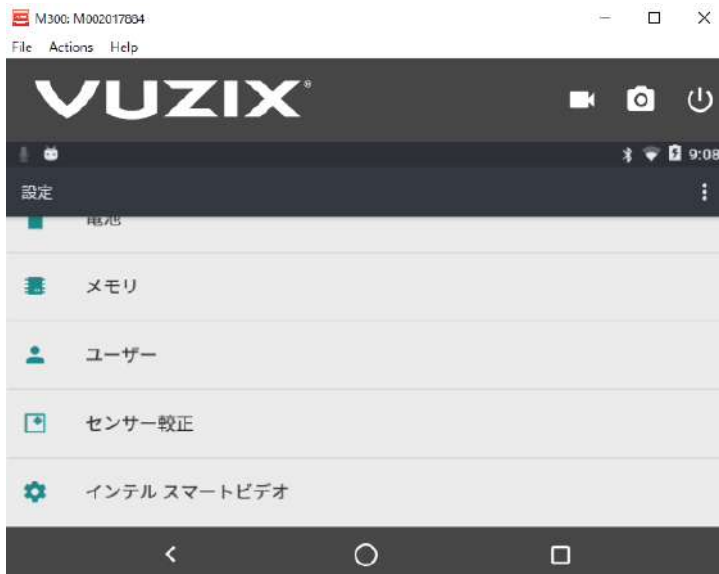 M300: M002017884
File Actions Help
VUZIX®
9:08
設定
電池
メモリ
ユーザー
センサー較正
インテル スマートビデオ